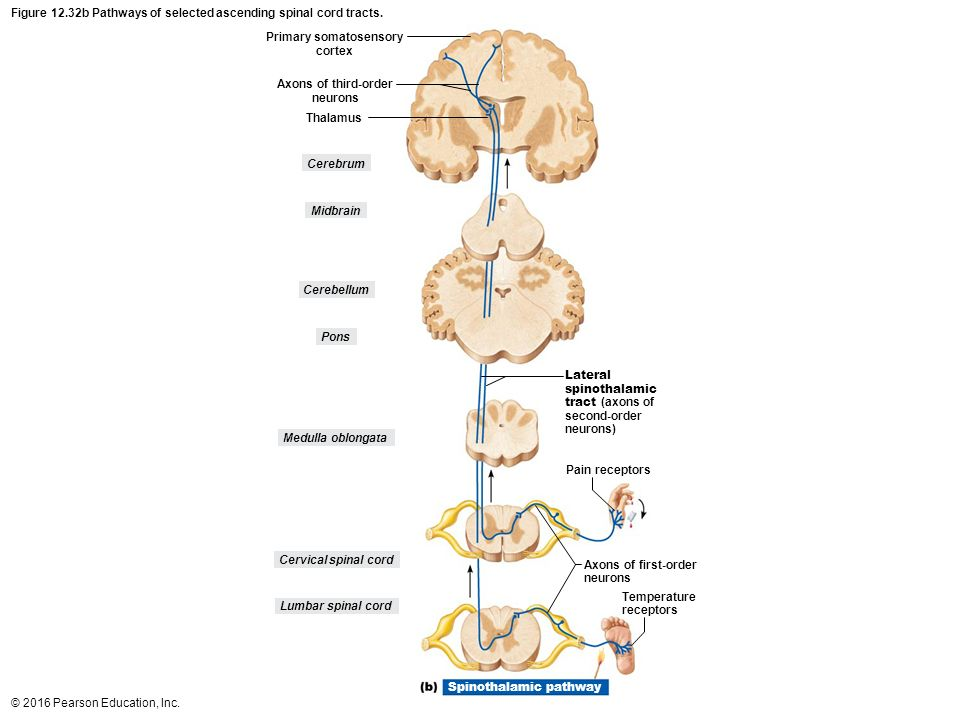 Figure 12.32b Pathways of selected ascending spinal cord tracts.
Primary somatosensory
cortex
Axons of third-order
neurons
Thalamus
Cerebrum
Midbrain
Cerebellum
Pons
Lateral
spinothalamic
tract (axons of
second-order
neurons)
Medulla oblongata
Pain receptors
Cervical spinal cord
Axons of first-order
neurons
Temperature
receptors
Lumbar spinal cord
(b) Spinothalamic pathway
© 2016 Pearson Education, Inc.